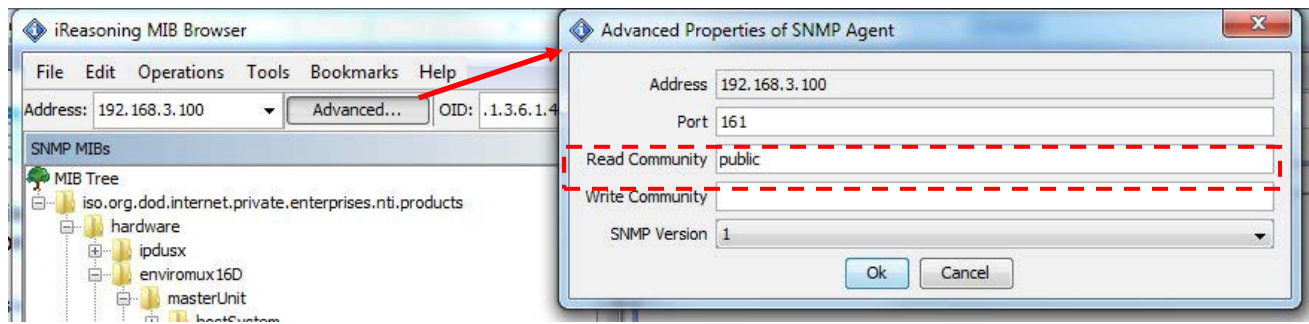 iReasoning MIB Browser
File Edit Operations Tools Bookmarks Help
Address: 192.168.3.100 Advanced... OID: .1.3.6.1.4
SNMP MIBs
MIB Tree
iso.org.dod.internet.private.enterprises.nti.products
hardware
ipdusx
enviromux16D
masterUnit
hostSystem
Advanced Properties of SNMP Agent
Address 192.168.3.100
Port 161
Read Community public
Write Community
SNMP Version 1
Ok Cancel